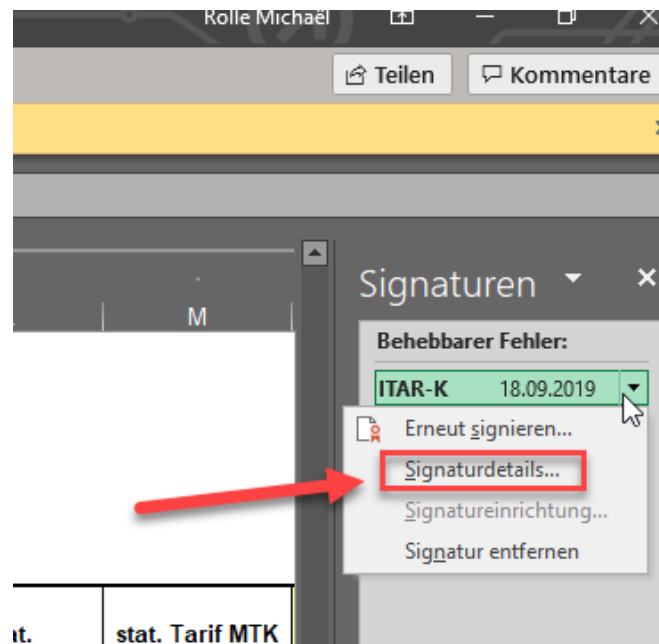 Rolle Michaël
Teilen
Kommentare
Signaturen
M
Behebbarer Fehler:
ITAR-K 18.09.2019
Erneut signieren...
Signaturdetails...
Signatureinrichtung...
Signatur entfernen
stat. Tarif MTK